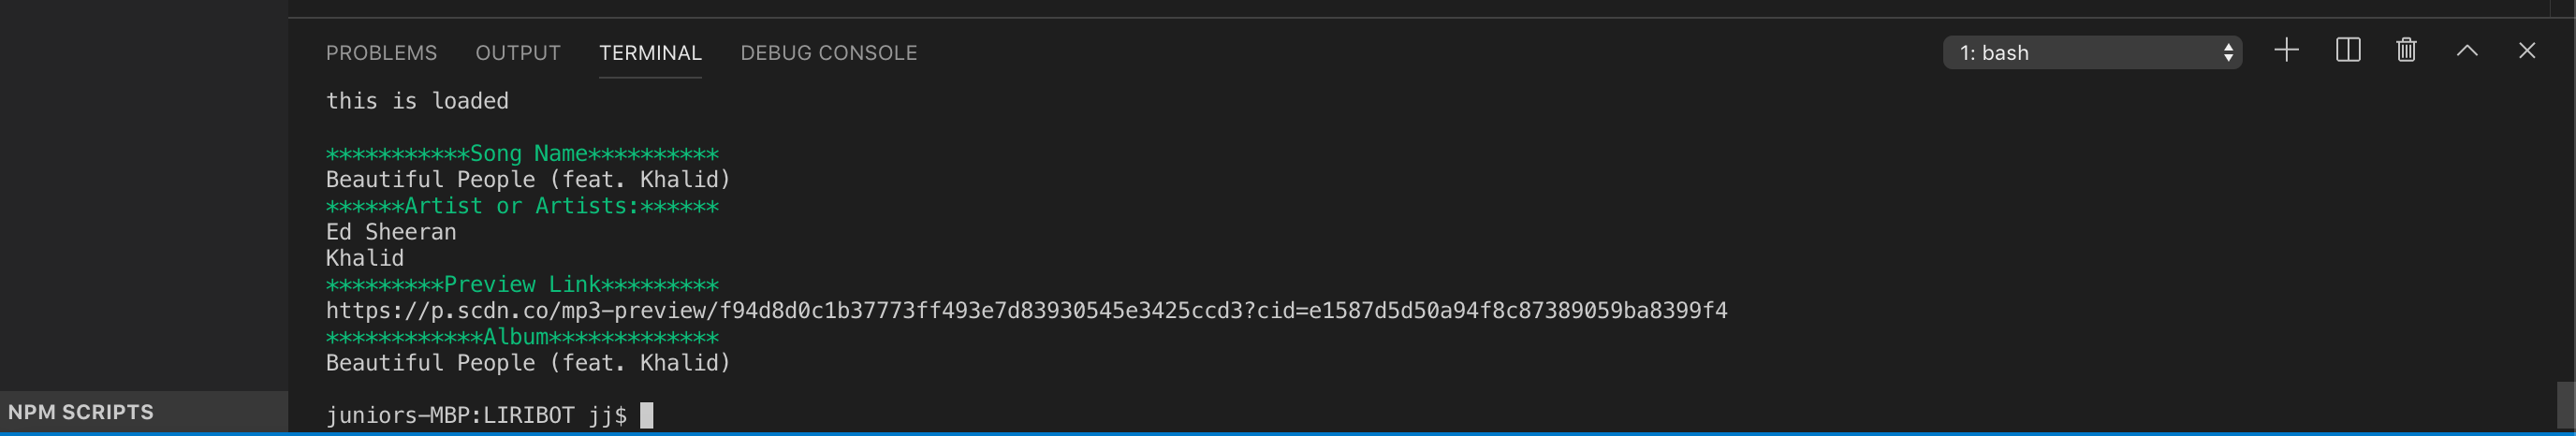 PROBLEMS OUTPUT TERMINAL DEBUG CONSOLE 1: bash
this is loaded
***********Song Name**********
Beautiful People (feat. Khalid)
******Artist or Artists:******
Ed Sheeran
Khalid
*********Preview Link*********
https://p.scdn.co/mp3-preview/f94d8d0c1b37773ff493e7d83930545e3425ccd3?cid=e1587d5d50a94f8c87389059ba8399f4
************Album*************
Beautiful People (feat. Khalid)
NPM SCRIPTS
juniors-MBP:LIRIBOT jj$